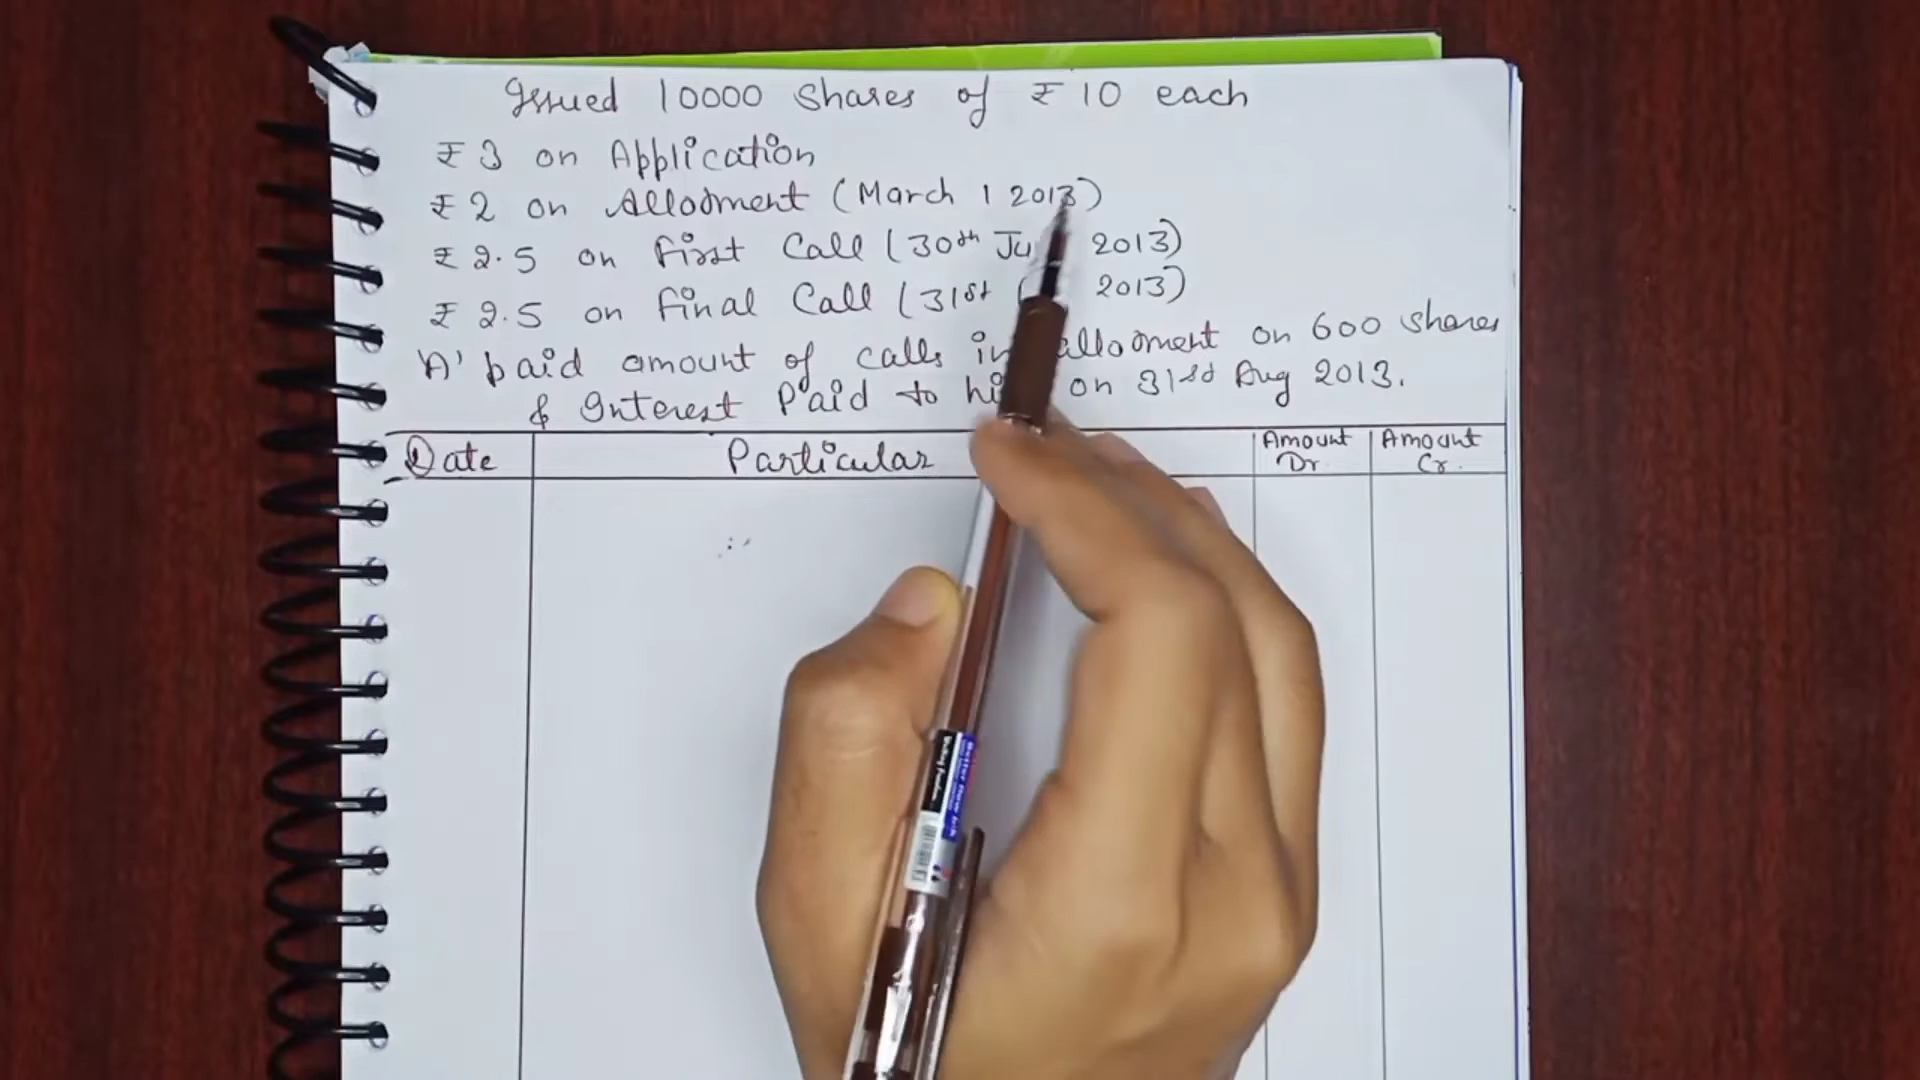 Issued 10000 shares of ₹ 10 each
₹ 3 on Application
₹ 2 on Allotment (March 1 2013)
₹ 2.5 on first Call (30th 2013)
₹ 2.5 on final Call (31st 2013)
'A' paid amount of calls in allotment on 600 shares
& Interest Paid to on 31st Aug 2013.
Date Particular Amount Dr. Amount Cr.